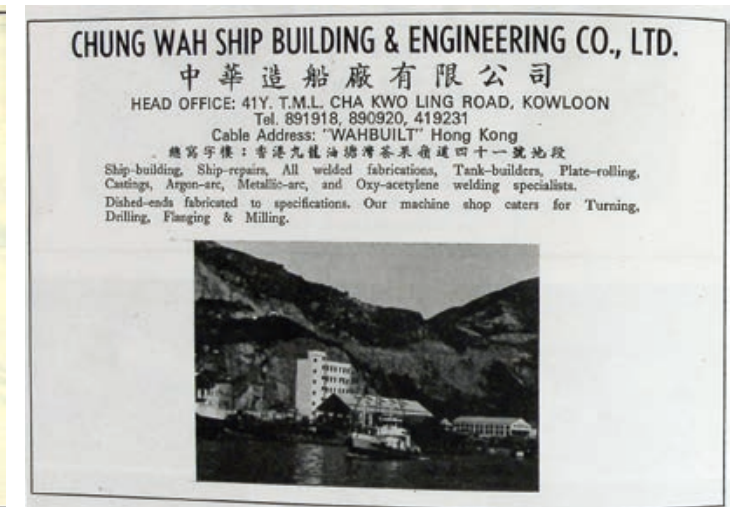 CHUNG WAH SHIP BUILDING & ENGINEERING CO., LTD.
中華造船廠有限公司
HEAD OFFICE: 41Y. T.M.L. CHA KWO LING ROAD, KOWLOON
Tel. 891918, 890920, 419231
Cable Address: "WAHBUILT" Hong Kong
總寫字樓：香港九龍油塘灣茶果嶺道四十一號地段
Ship-building, Ship-repairs, All welded fabrications, Tank-builders, Plate-rolling,
Castings, Argon-arc, Metallic-arc, and Oxy-acetylene welding specialists.
Dished-ends fabricated to specifications. Our machine shop caters for Turning,
Drilling, Flanging & Milling.